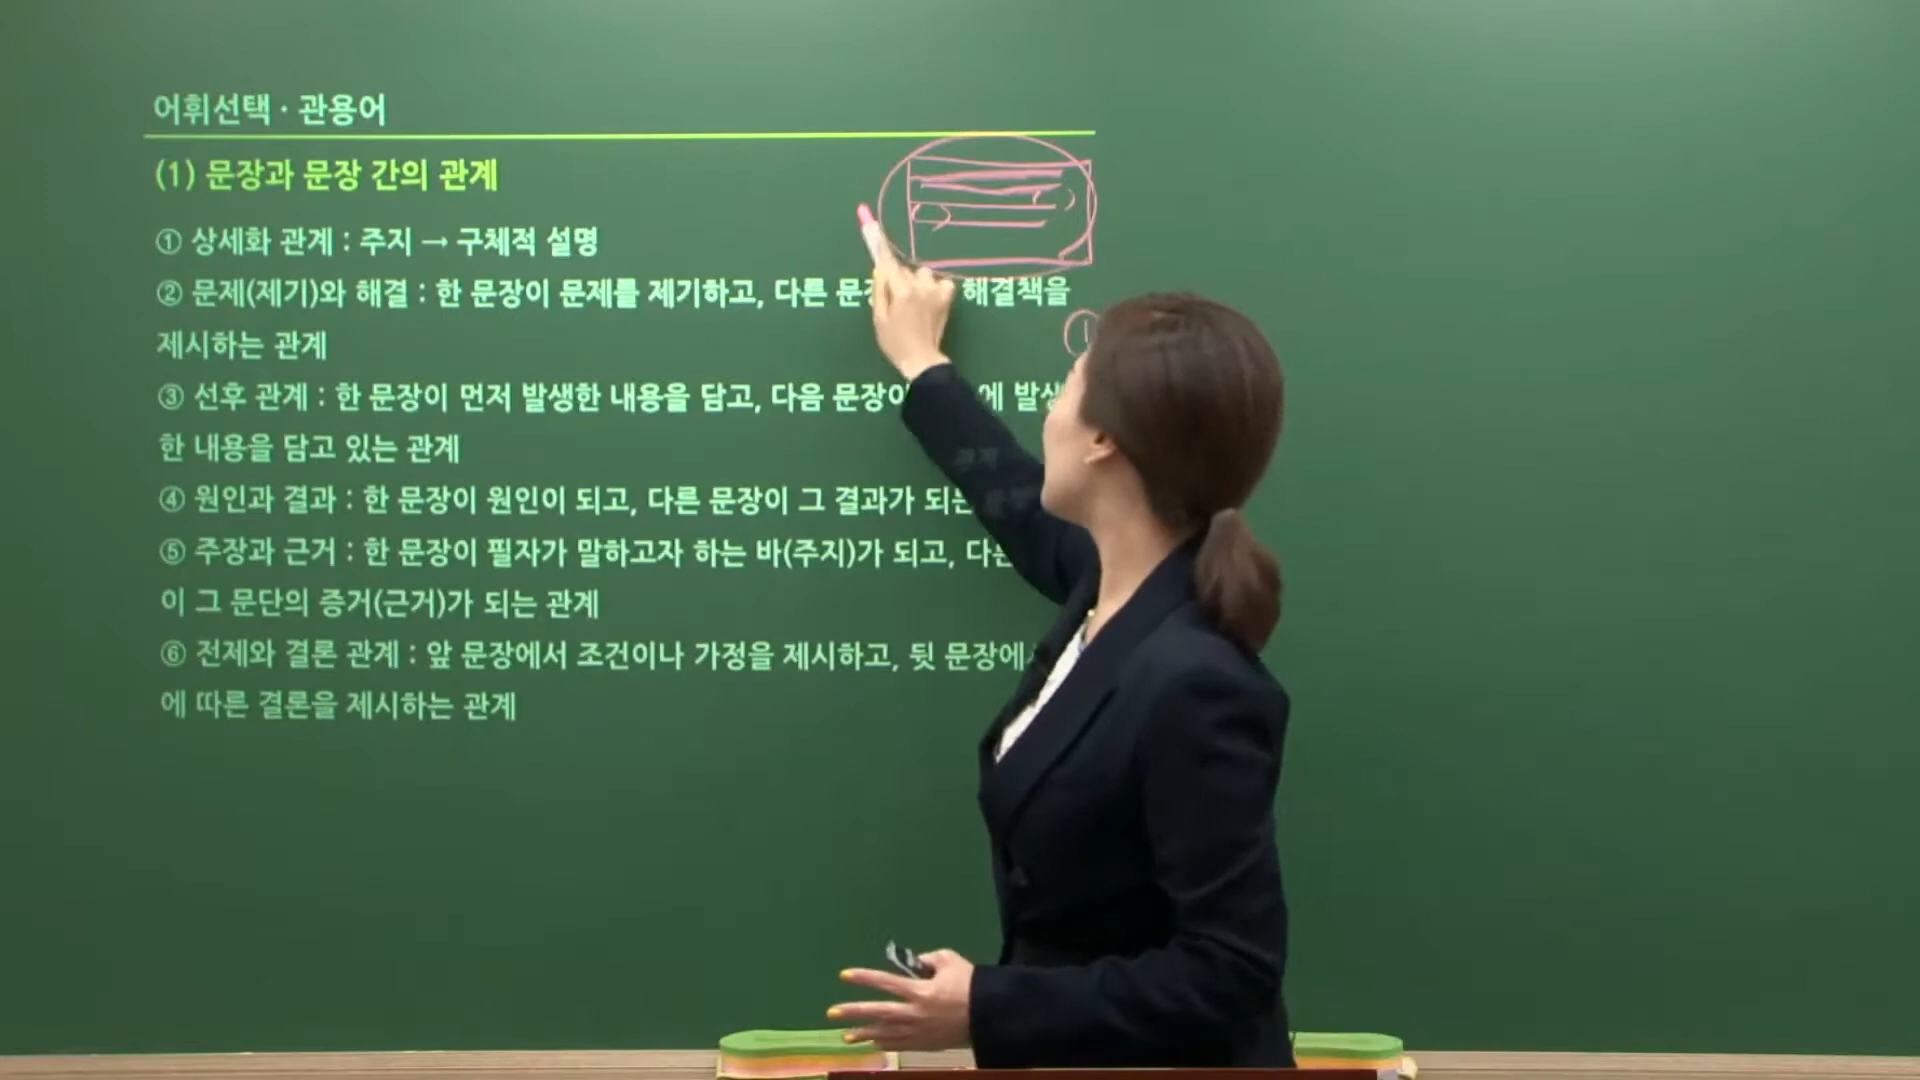 어휘선택 · 관용어
(1) 문장과 문장 간의 관계
① 상세화 관계 : 주지 → 구체적 설명
② 문제(제기)와 해결 : 한 문장이 문제를 제기하고, 다른 해결책을
①
제시하는 관계
③ 선후 관계 : 한 문장이 먼저 발생한 내용을 담고, 다음 에
한 내용을 담고 있는 관계
④ 원인과 결과 : 한 문장이 원인이 되고, 다른 문장이 그 결과가 되는
⑤ 주장과 근거 : 한 문장이 필자가 말하고자 하는 바(주지)가 되고,
이 그 문단의 증거(근거)가 되는 관계
⑥ 전제와 결론 관계 : 앞 문장에서 조건이나 가정을 제시하고, 뒷
에 따른 결론을 제시하는 관계